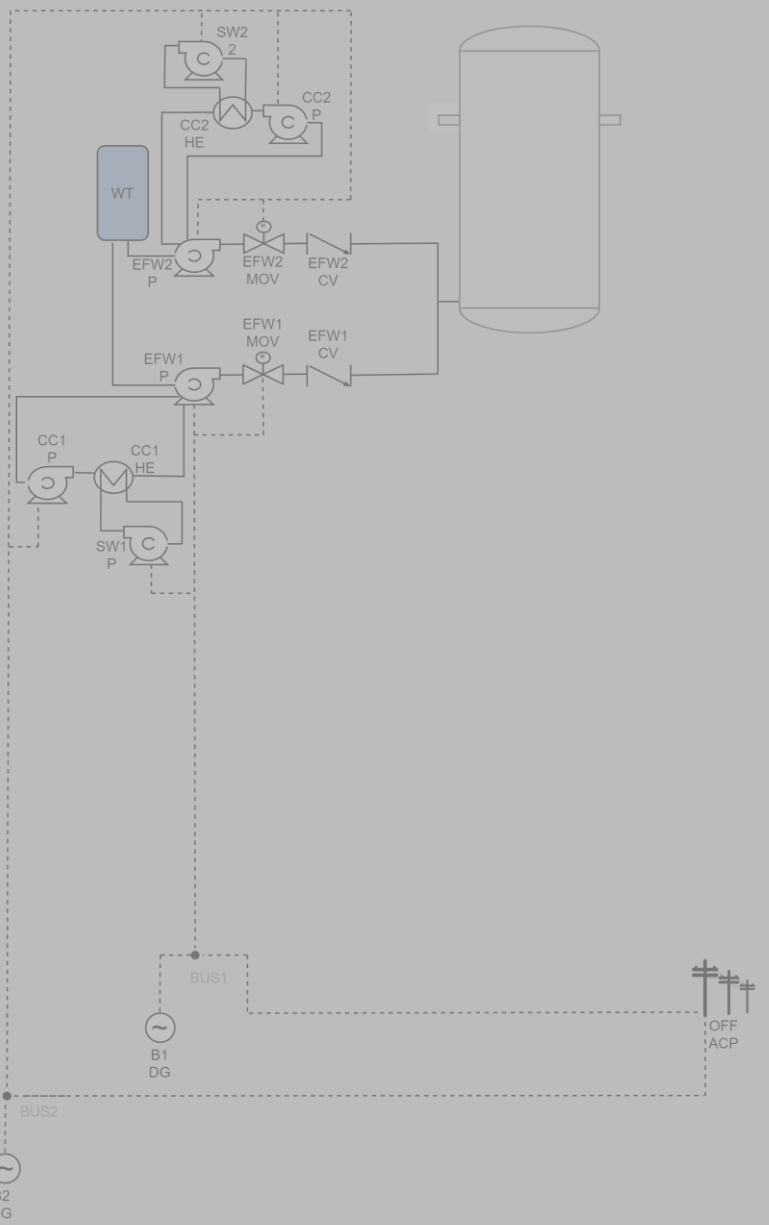 SW2
2
CC2
P
CC2
HE
WT
EFW2
P
EFW2
MOV
EFW2
CV
EFW1
MOV
EFW1
CV
EFW1
P
CC1
P
CC1
HE
SW1
P
BUS1
OFF
ACP
B1
DG
BUS2